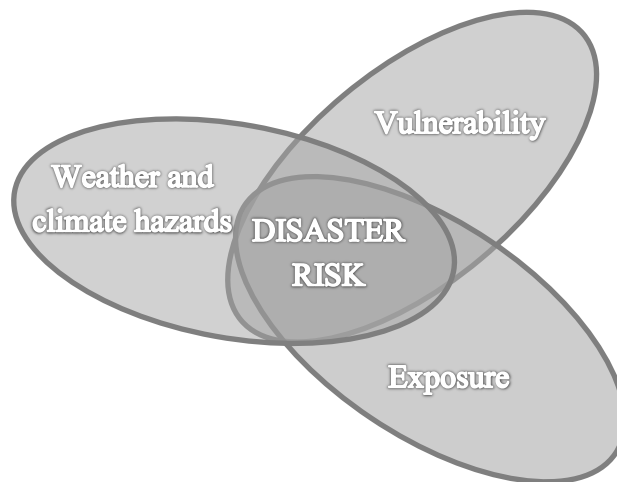 Vulnerability
Weather and
climate hazards
DISASTER
RISK
Exposure